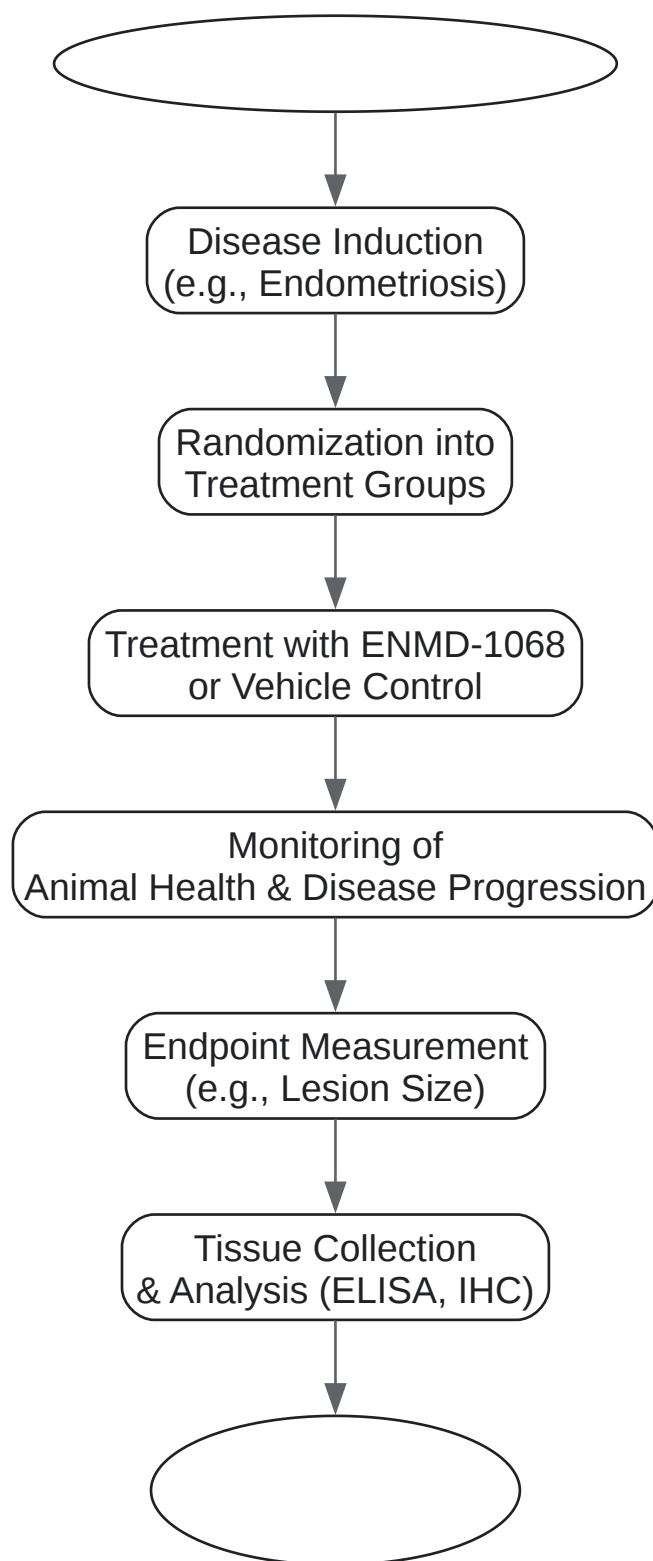 Disease Induction
(e.g., Endometriosis)
Randomization into
Treatment Groups
Treatment with ENMD-1068
or Vehicle Control
Monitoring of
Animal Health & Disease Progression
Endpoint Measurement
(e.g., Lesion Size)
Tissue Collection
& Analysis (ELISA, IHC)